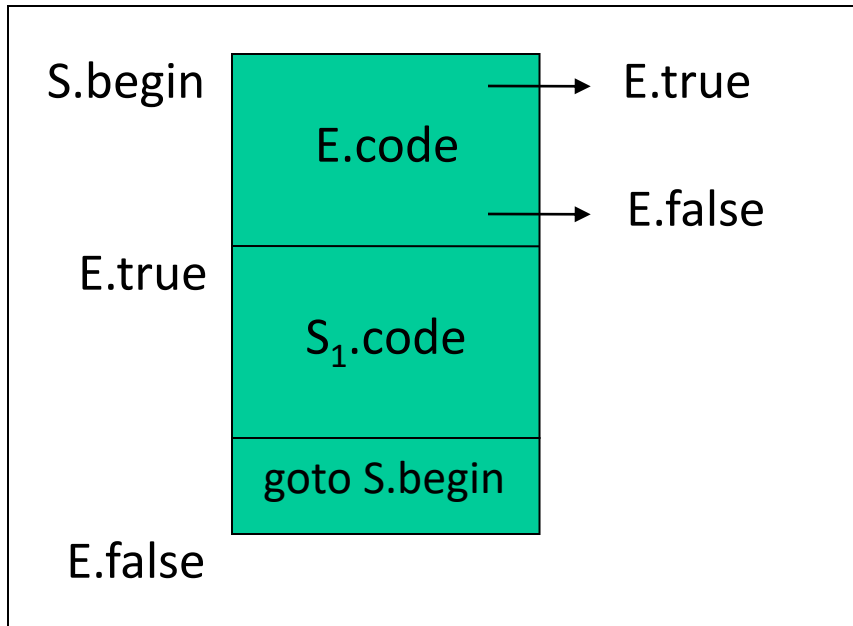 S.begin
E.code
E.true
E.false
E.true
S₁.code
goto S.begin
E.false